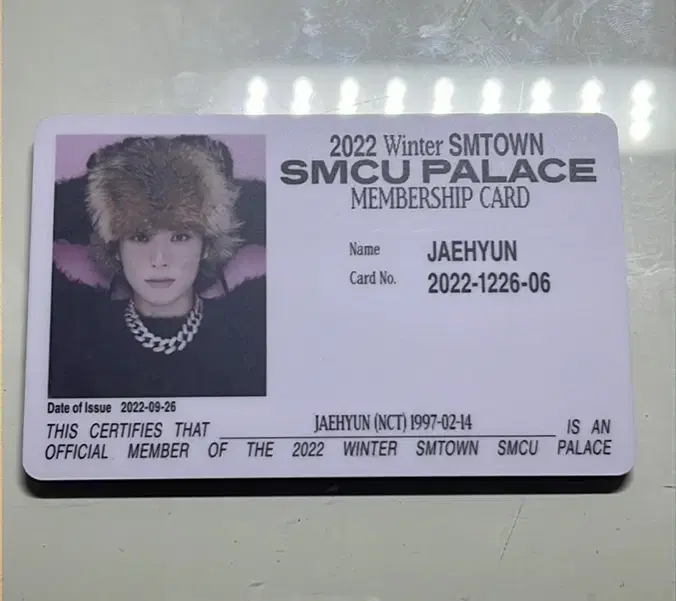 2022 Winter SMTOWN
SMCU PALACE
MEMBERSHIP CARD
Name JAEHYUN
Card No. 2022-1226-06
Date of Issue 2022-09-26
THIS CERTIFIES THAT JAEHYUN (NCT) 1997-02-14 IS AN
OFFICIAL MEMBER OF THE 2022 WINTER SMTOWN SMCU PALACE